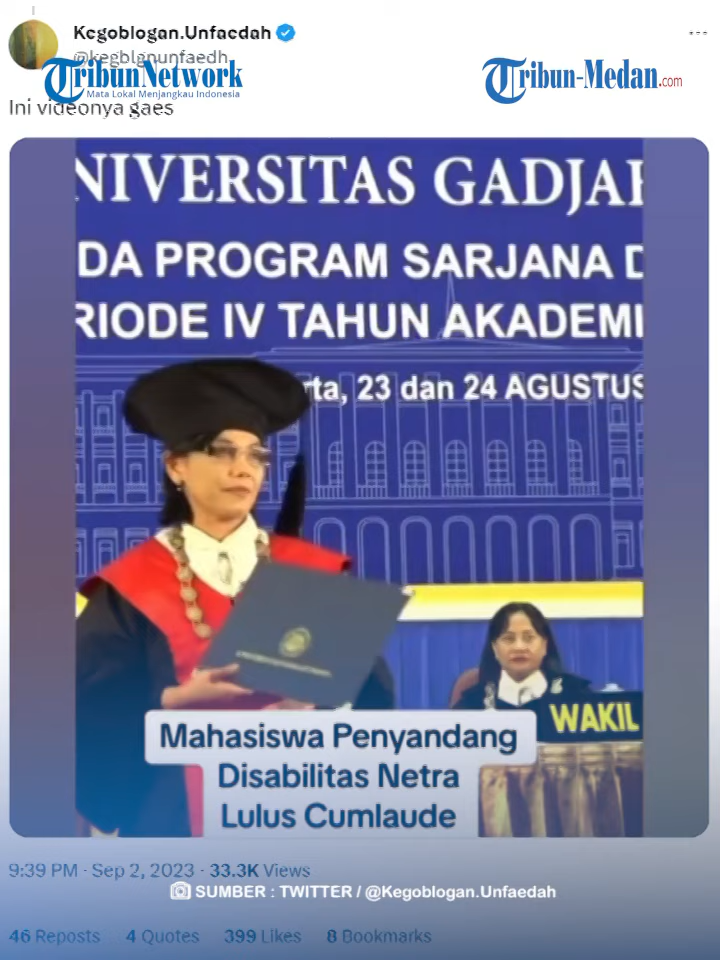 Kegoblogan.Unfaedah
@kegblgnunfaedh
TribunNetwork
Mata Lokal Menjangkau Indonesia
Tribun-Medan.com
Ini videonya gaes
NIVERSITAS GADJAH
DA PROGRAM SARJANA D
RIODE IV TAHUN AKADEMI
rta, 23 dan 24 AGUSTUS
WAKIL
Mahasiswa Penyandang
Disabilitas Netra
Lulus Cumlaude
9:39 PM · Sep 2, 2023 · 33.3K Views
SUMBER : TWITTER / @Kegoblogan.Unfaedah
46 Reposts 4 Quotes 399 Likes 8 Bookmarks